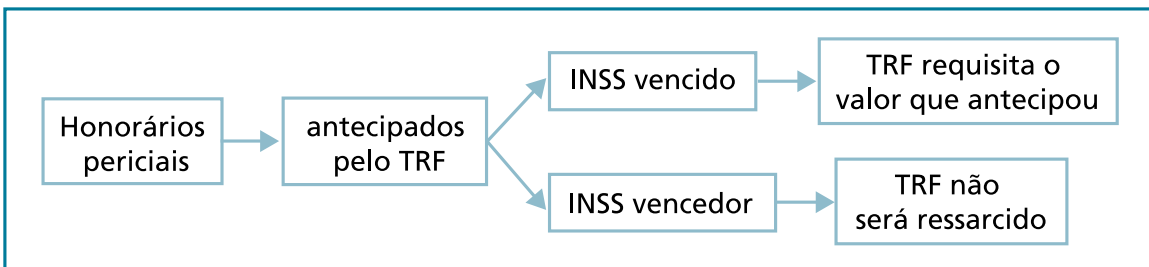 Honorários
periciais
antecipados
pelo TRF
INSS vencido
TRF requisita o
valor que antecipou
INSS vencedor
TRF não
será ressarcido